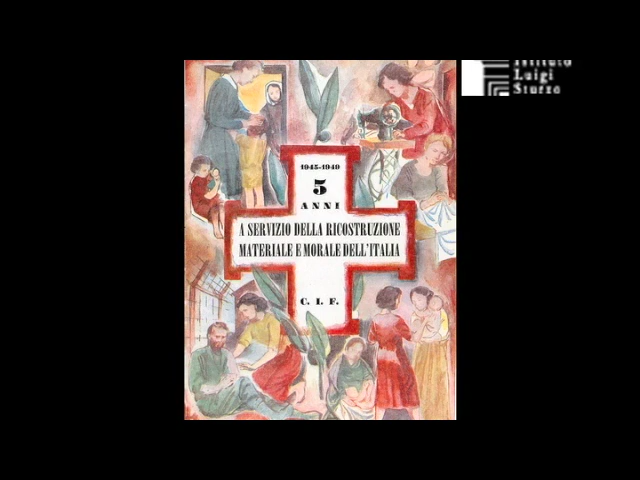 Istituto
Luigi
Sturzo
1945-1949
5
ANNI
A SERVIZIO DELLA RICOSTRUZIONE
MATERIALE E MORALE DELL'ITALIA
C. I. F.